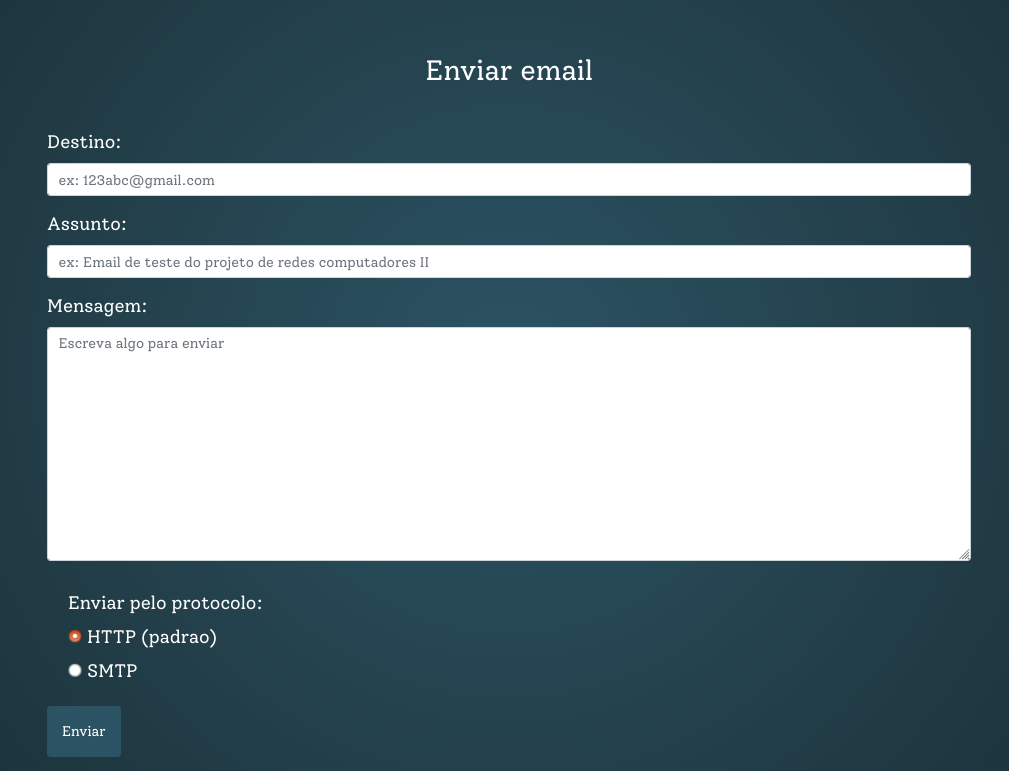 Enviar email
Destino:
ex: 123abc@gmail.com
Assunto:
ex: Email de teste do projeto de redes computadores II
Mensagem:
Escreva algo para enviar
Enviar pelo protocolo:
HTTP (padrao)
SMTP
Enviar